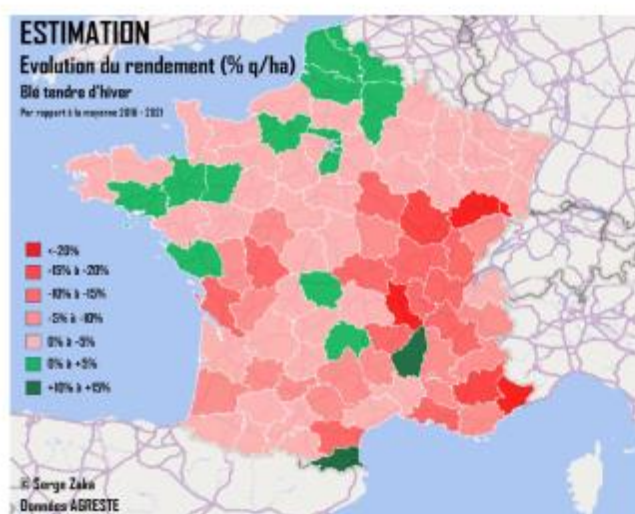 ESTIMATION
Evolution du rendement (% q/ha)
Blé tendre d'hiver
Par rapport à la moyenne 2016 - 2021
<-20%
-15% à -20%
-10% à -15%
-5% à -10%
0% à -5%
0% à +5%
+10% à +15%
© Serge Zaka
Données AGRESTE